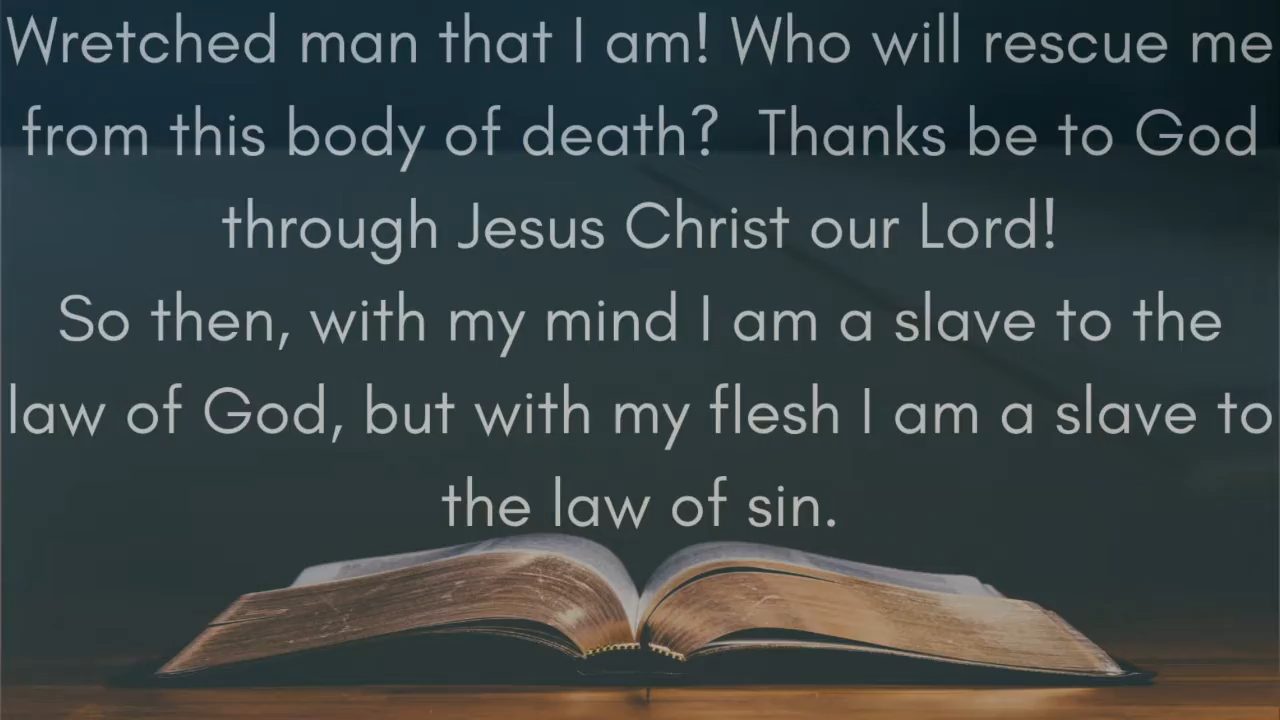 Wretched man that I am! Who will rescue me
from this body of death? Thanks be to God
through Jesus Christ our Lord!
So then, with my mind I am a slave to the
law of God, but with my flesh I am a slave to
the law of sin.